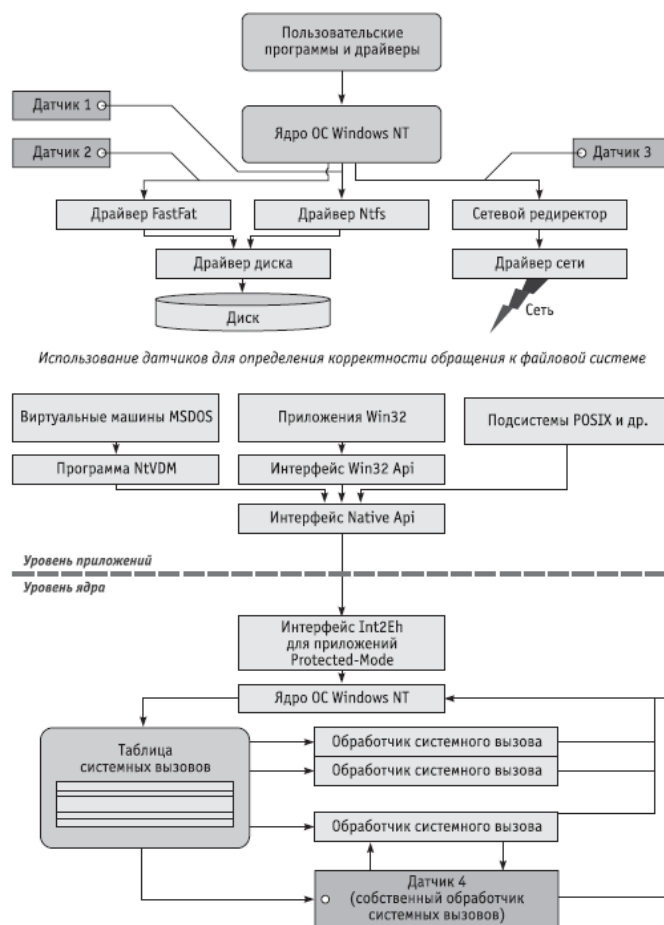 Пользовательские
программы и драйверы
Датчик 1
Ядро ОС Windows NT
Датчик 2
Датчик 3
Драйвер FastFat
Драйвер Ntfs
Сетевой редиректор
Драйвер диска
Драйвер сети
Диск
Сеть
Использование датчиков для определения корректности обращения к файловой системе
Виртуальные машины MSDOS
Приложения Win32
Подсистемы POSIX и др.
Программа NtVDM
Интерфейс Win32 Api
Интерфейс Native Api
Уровень приложений
Уровень ядра
Интерфейс Int2Eh
для приложений
Protected-Mode
Ядро ОС Windows NT
Таблица
системных вызовов
Обработчик системного вызова
Обработчик системного вызова
Обработчик системного вызова
Датчик 4
(собственный обработчик
системных вызовов)